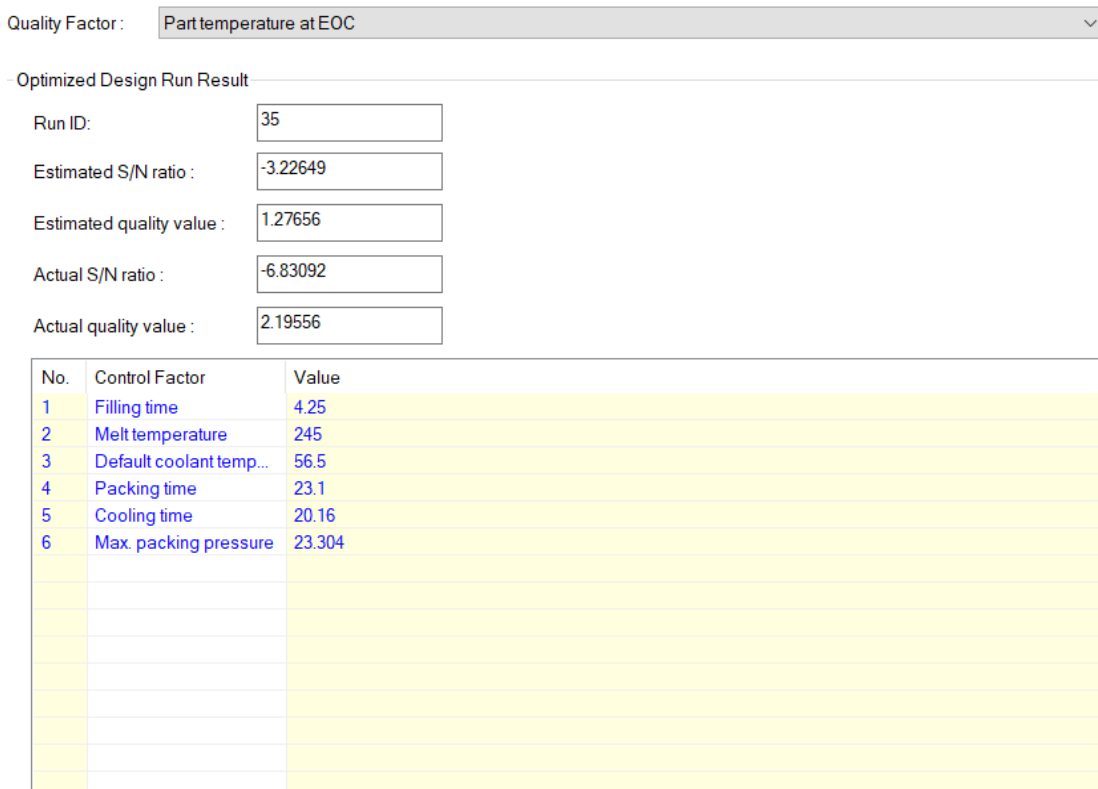 Quality Factor : Part temperature at EOC
Optimized Design Run Result
Run ID: 35
Estimated S/N ratio : -3.22649
Estimated quality value : 1.27656
Actual S/N ratio : -6.83092
Actual quality value : 2.19556
No. Control Factor Value
1 Filling time 4.25
2 Melt temperature 245
3 Default coolant temp... 56.5
4 Packing time 23.1
5 Cooling time 20.16
6 Max. packing pressure 23.304